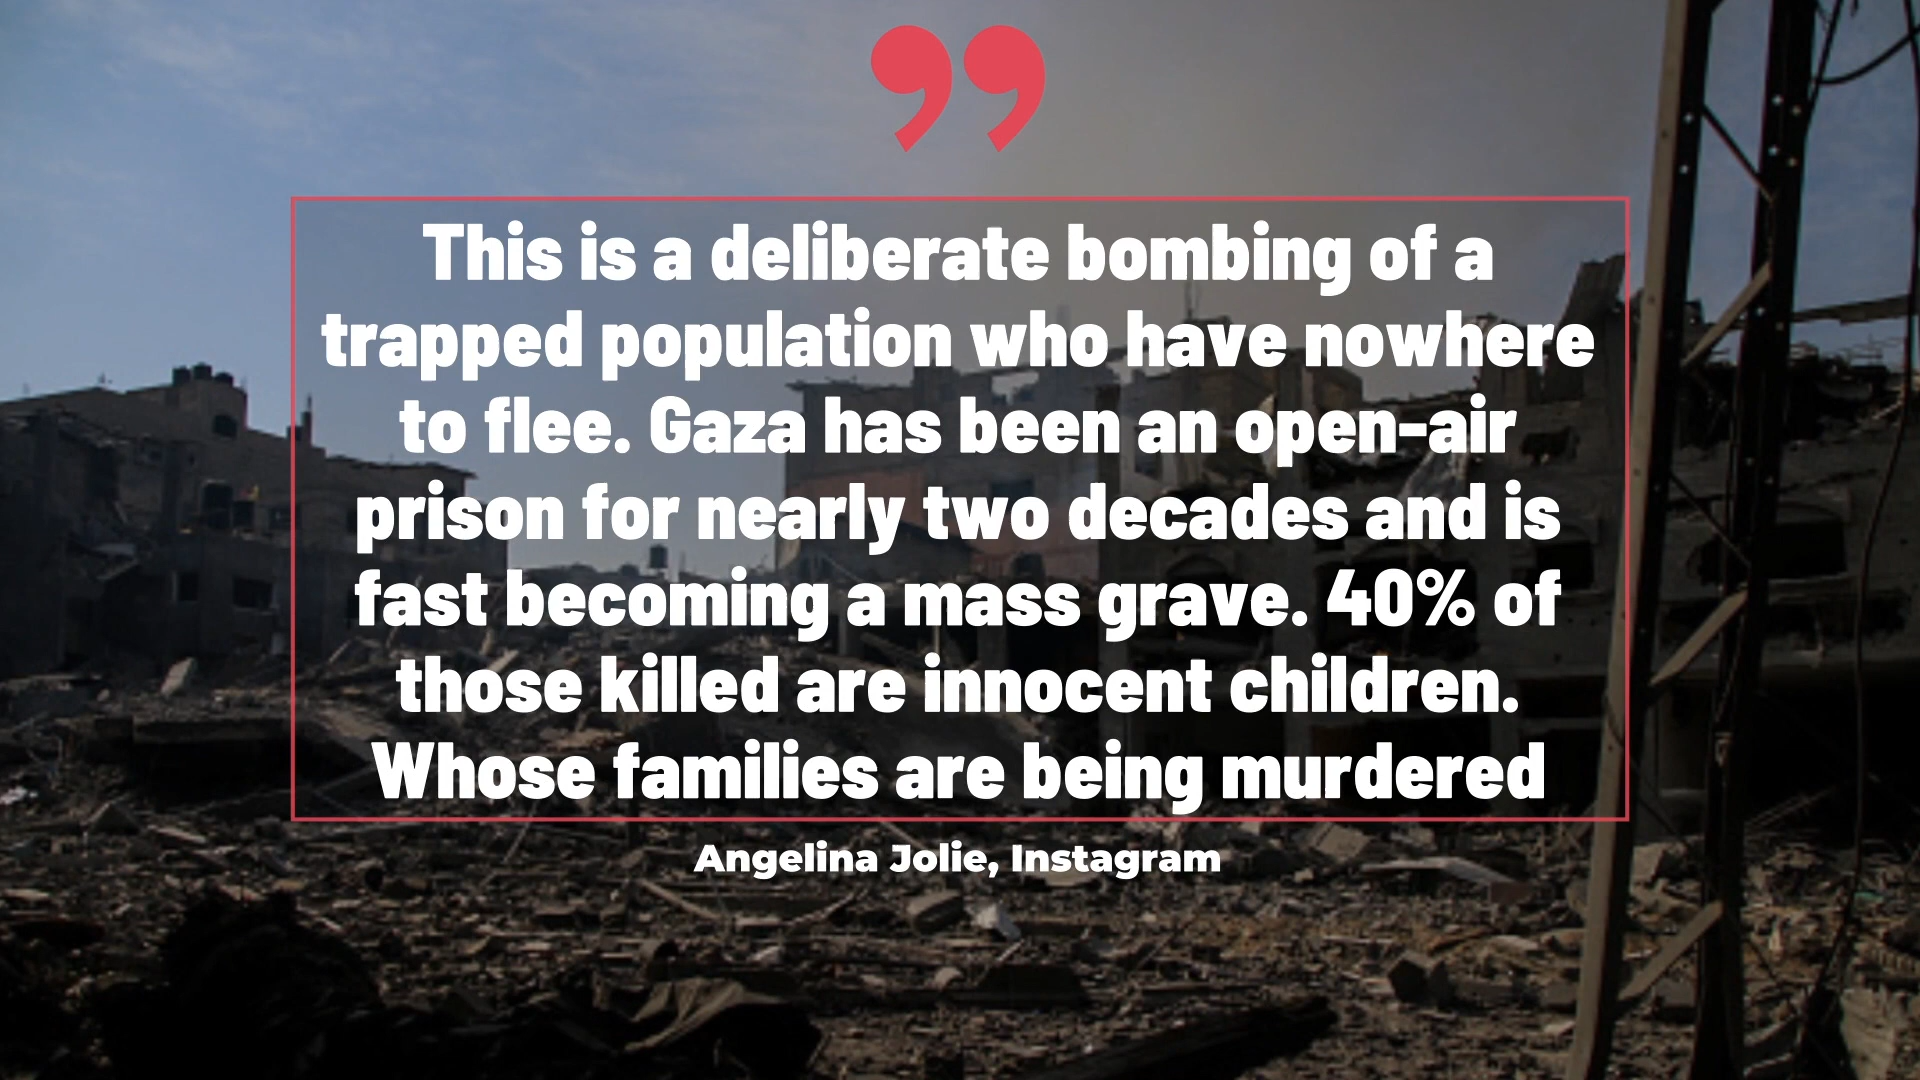 ”
This is a deliberate bombing of a
trapped population who have nowhere
to flee. Gaza has been an open-air
prison for nearly two decades and is
fast becoming a mass grave. 40% of
those killed are innocent children.
Whose families are being murdered
Angelina Jolie, Instagram